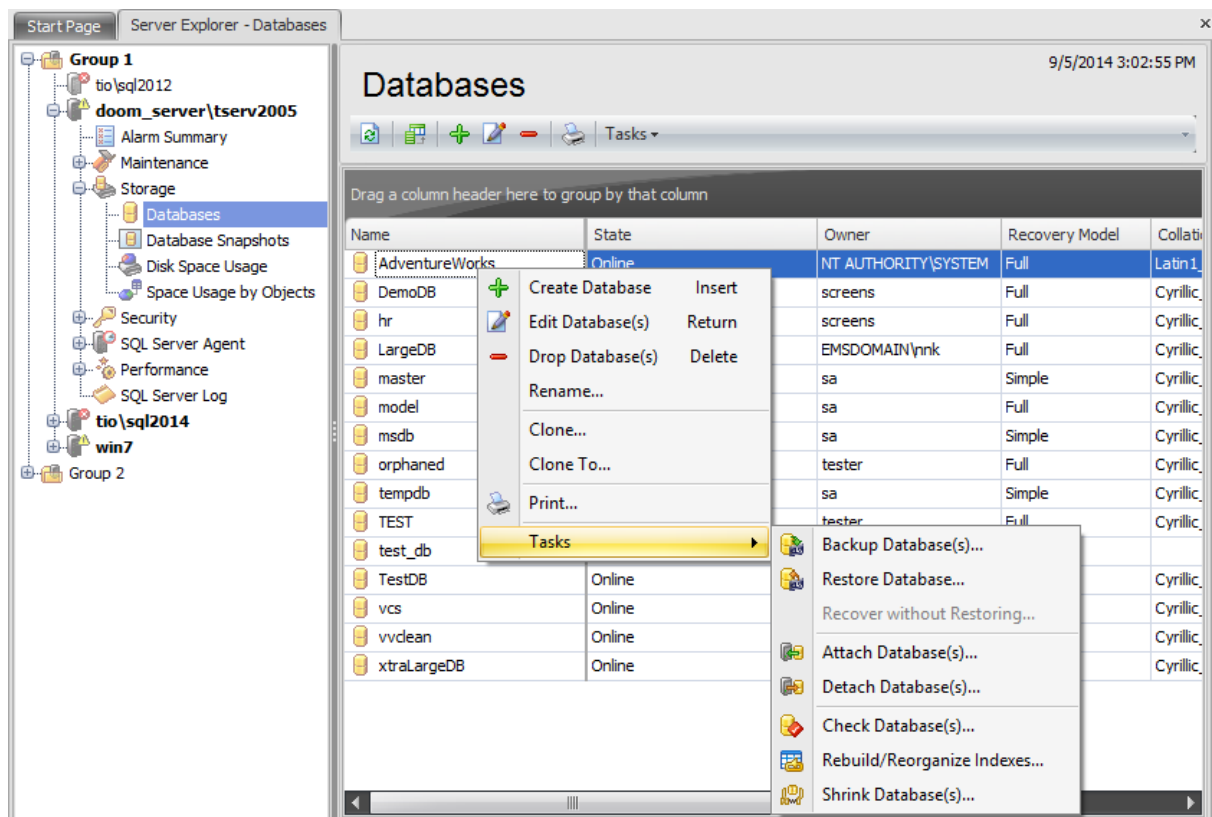 Start Page Server Explorer - Databases
Group 1
tio\sql2012
doom_server\tserv2005
Alarm Summary
Maintenance
Storage
Databases
Database Snapshots
Disk Space Usage
Space Usage by Objects
Security
SQL Server Agent
Performance
SQL Server Log
tio\sql2014
win7
Group 2
9/5/2014 3:02:55 PM
Databases
Tasks
Drag a column header here to group by that column
Name State Owner Recovery Model Collati
AdventureWorks Online NT AUTHORITY\SYSTEM Full Latin1_
DemoDB screens Full Cyrillic_
hr screens Full Cyrillic_
LargeDB EMSDOMAIN\nnk Full Cyrillic_
master sa Simple Cyrillic_
model sa Full Cyrillic_
msdb sa Simple Cyrillic_
orphaned tester Full Cyrillic_
tempdb sa Simple Cyrillic_
TEST tester Full Cyrillic_
test_db
TestDB Online Cyrillic_
vcs Online Cyrillic_
vvclean Online Cyrillic_
xtraLargeDB Online Cyrillic_
Create Database Insert
Edit Database(s) Return
Drop Database(s) Delete
Rename...
Clone...
Clone To...
Print...
Tasks
Backup Database(s)...
Restore Database...
Recover without Restoring...
Attach Database(s)...
Detach Database(s)...
Check Database(s)...
Rebuild/Reorganize Indexes...
Shrink Database(s)...